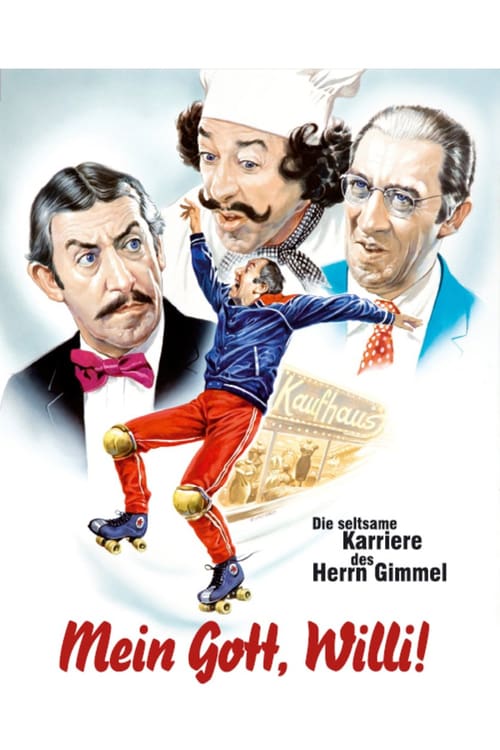 Kaufhaus
Die seltsame
Karriere
des
Herrn Gimmel
Mein Gott, Willi!